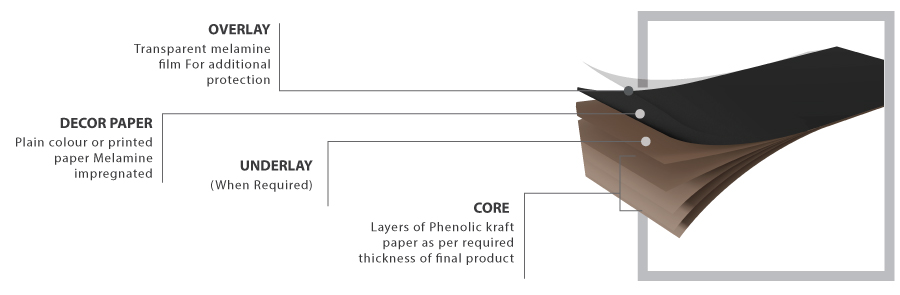 OVERLAY
Transparent melamine
film For additional
protection
DECOR PAPER
Plain colour or printed
paper Melamine
impregnated
UNDERLAY
(When Required)
CORE
Layers of Phenolic kraft
paper as per required
thickness of final product